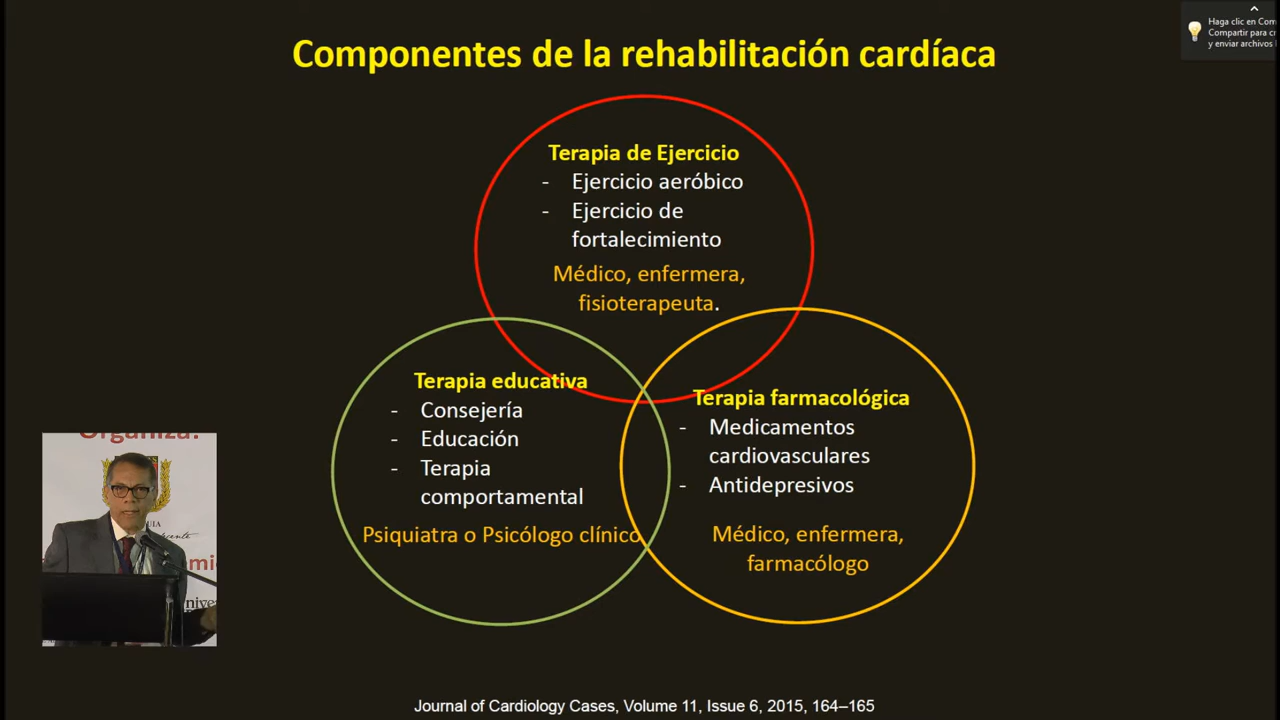 Componentes de la rehabilitación cardíaca
Haga clic en Com
Compartir para c
y enviar archivos
Terapia de Ejercicio
- Ejercicio aeróbico
- Ejercicio de
fortalecimiento
Médico, enfermera,
fisioterapeuta.
Terapia educativa
- Consejería
- Educación
- Terapia
comportamental
Psiquiatra o Psicólogo clínico
Terapia farmacológica
- Medicamentos
cardiovasculares
- Antidepresivos
Médico, enfermera,
farmacólogo
Organiza:
Journal of Cardiology Cases, Volume 11, Issue 6, 2015, 164–165